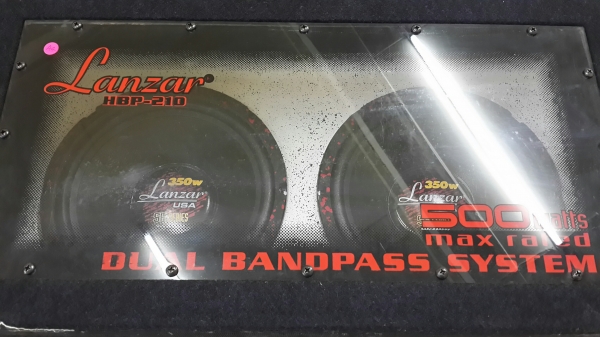 Lanzar®
HBP-210
350w
Lanzar
USA
350w
Lanzar
500 watts
max rated
DUAL BANDPASS SYSTEM